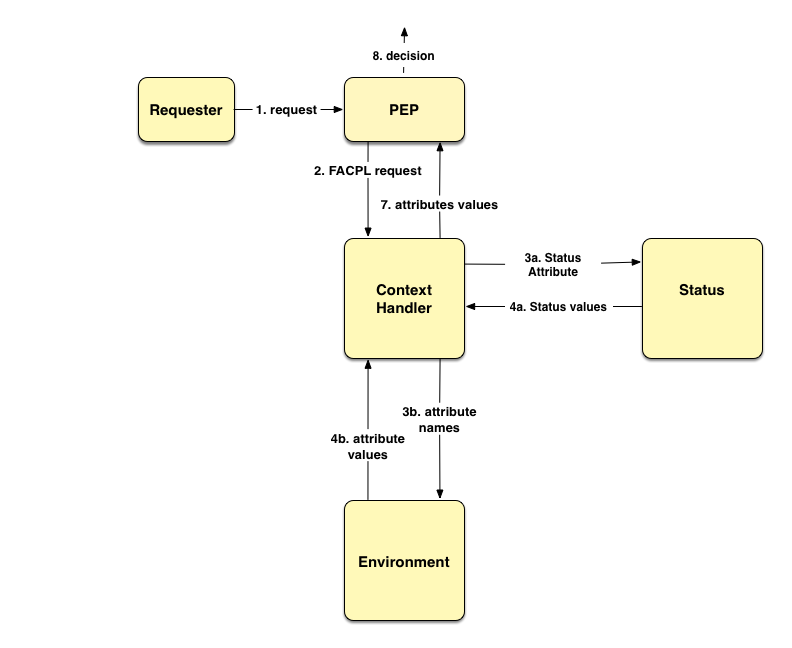 8. decision
Requester
1. request
PEP
2. FACPL request
7. attributes values
Context
Handler
3a. Status
Attribute
Status
4a. Status values
3b. attribute
names
4b. attribute
values
Environment